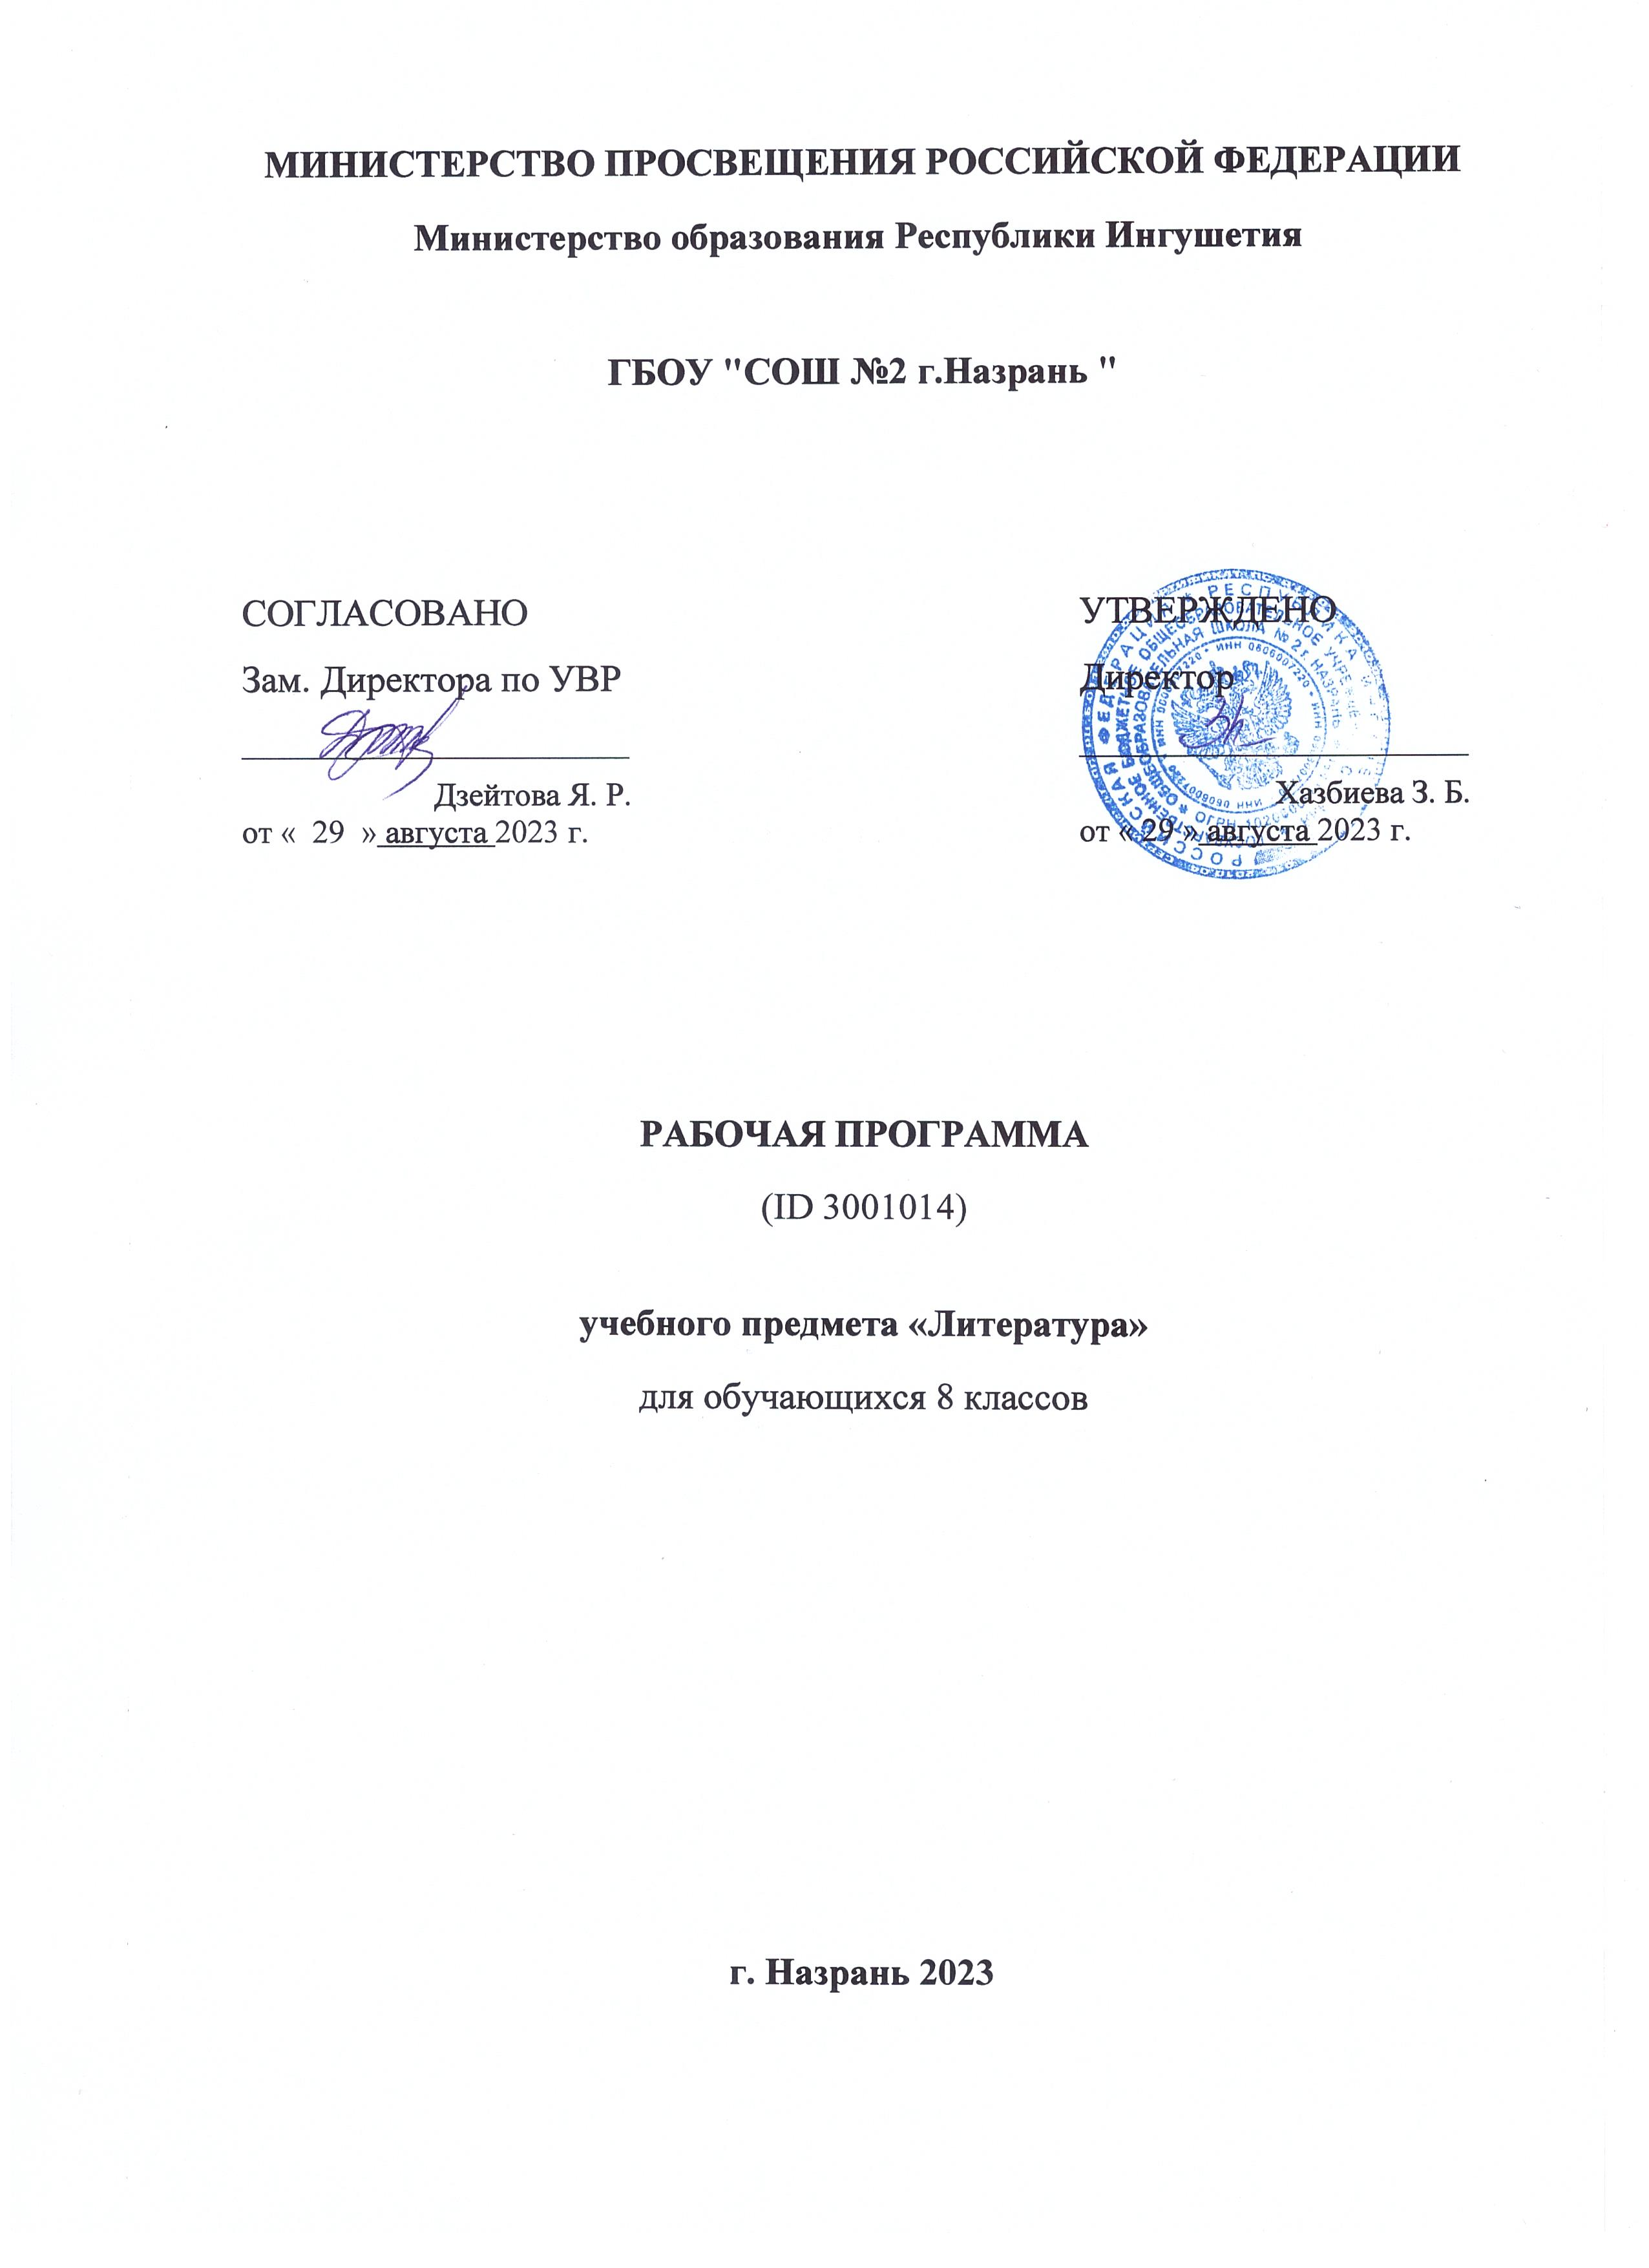 МИНИСТЕРСТВО ПРОСВЕЩЕНИЯ РОССИЙСКОЙ ФЕДЕРАЦИИ
Министерство образования Республики Ингушетия
ГБОУ "СОШ №2 г.Назрань "
СОГЛАСОВАНО
Зам. Директора по УВР
Дзейтова Я. Р.
от « 29 » августа 2023 г.
УТВЕРЖДЕНО
Директор
Хазбиева З. Б.
от « 29 » августа 2023 г.
РАБОЧАЯ ПРОГРАММА
(ID 3001014)
учебного предмета «Литература»
для обучающихся 8 классов
г. Назрань 2023